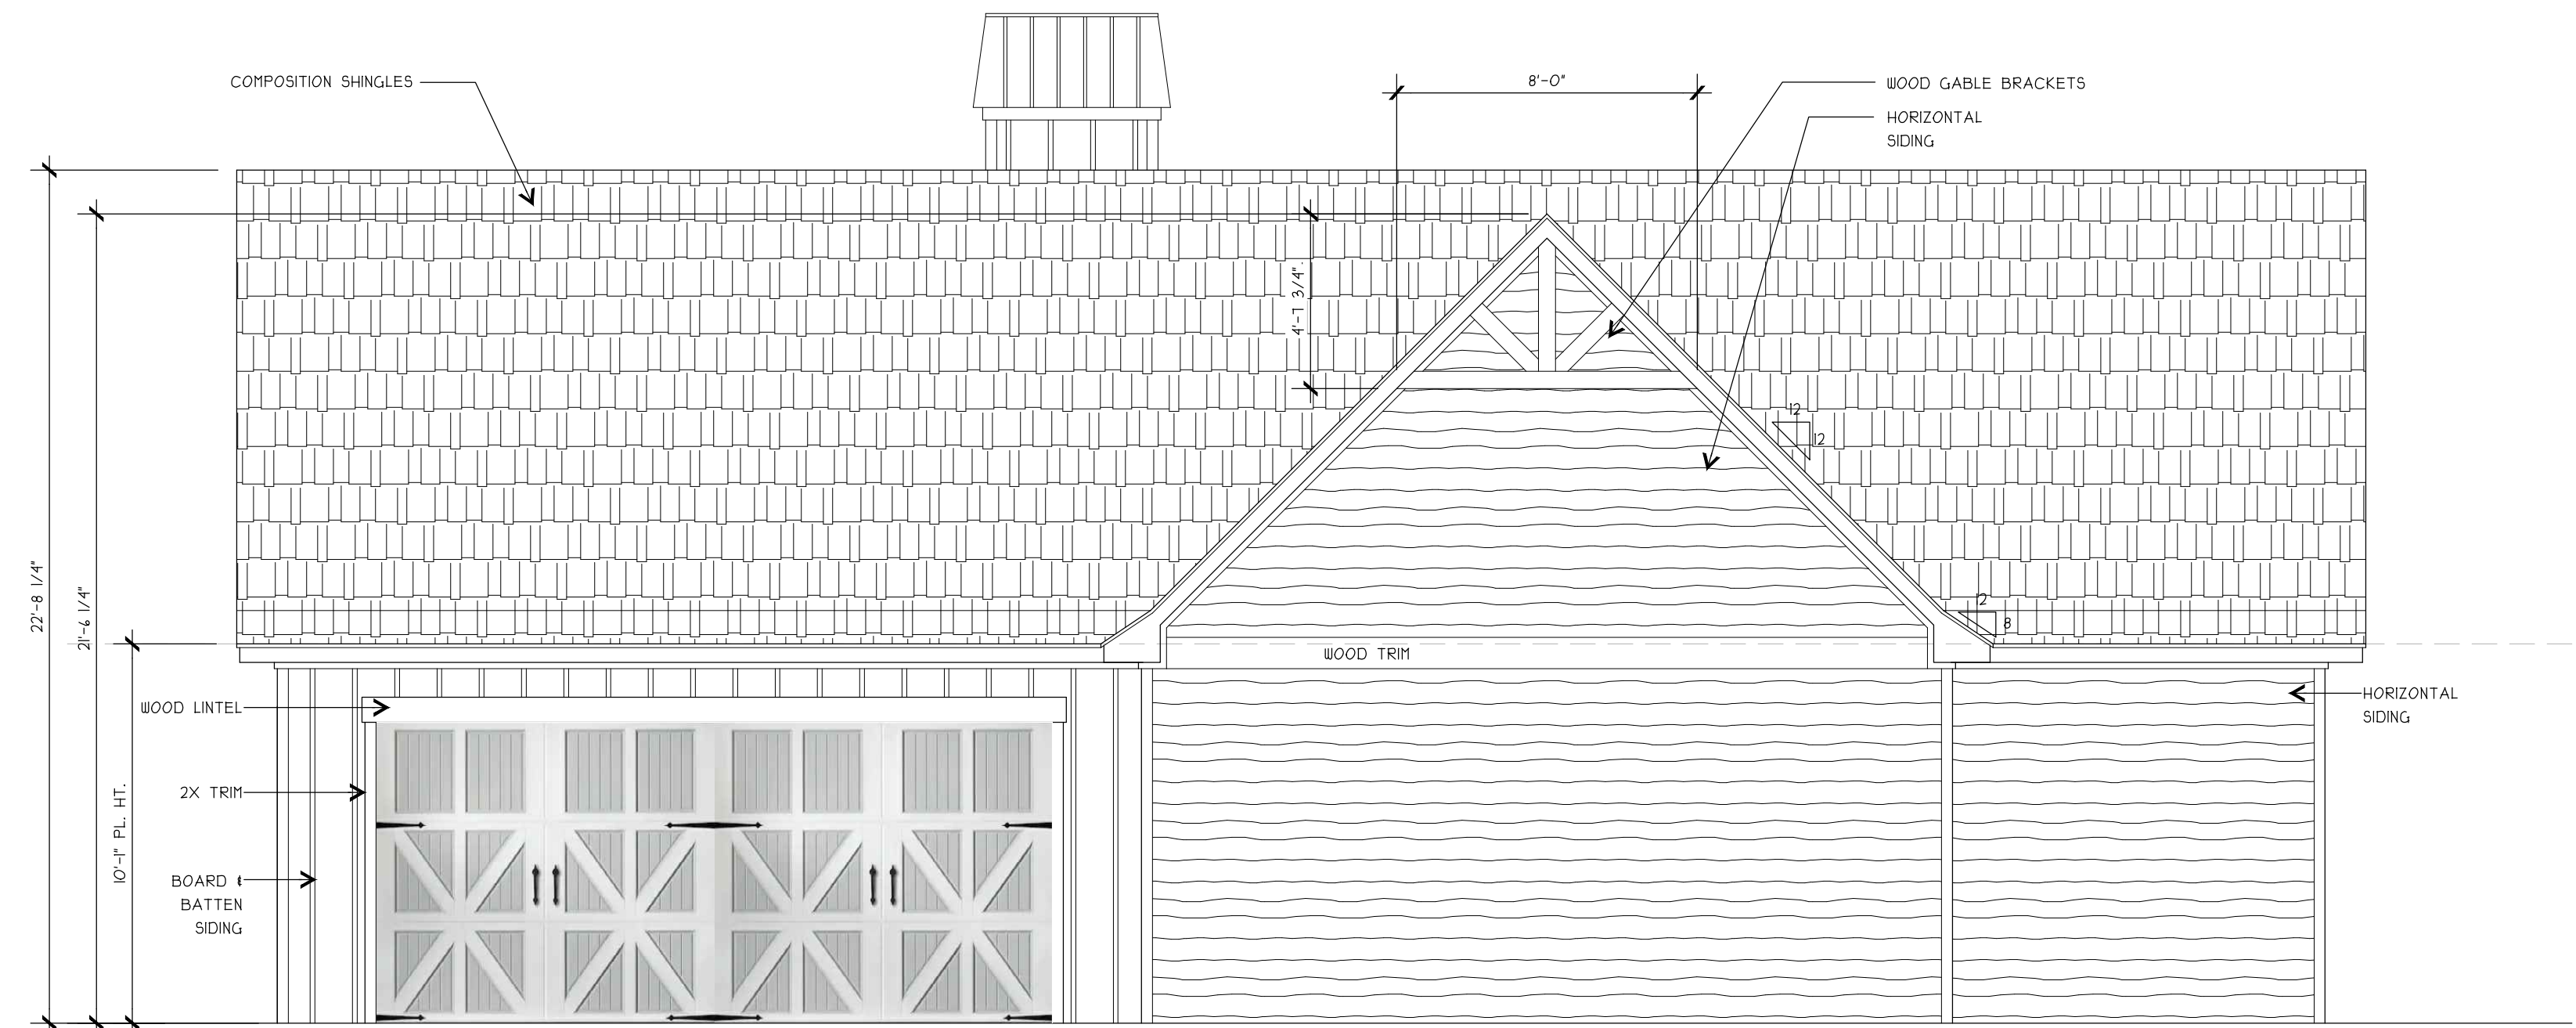 8'-0"
COMPOSITION SHINGLES
WOOD GABLE BRACKETS
HORIZONTAL
SIDING
4'-7 3/4"
12
12
22'-8 1/4"
21'-6 1/4"
12
8
WOOD TRIM
WOOD LINTEL
HORIZONTAL
SIDING
2X TRIM
10'-1" PL. HT.
BOARD &
BATTEN
SIDING